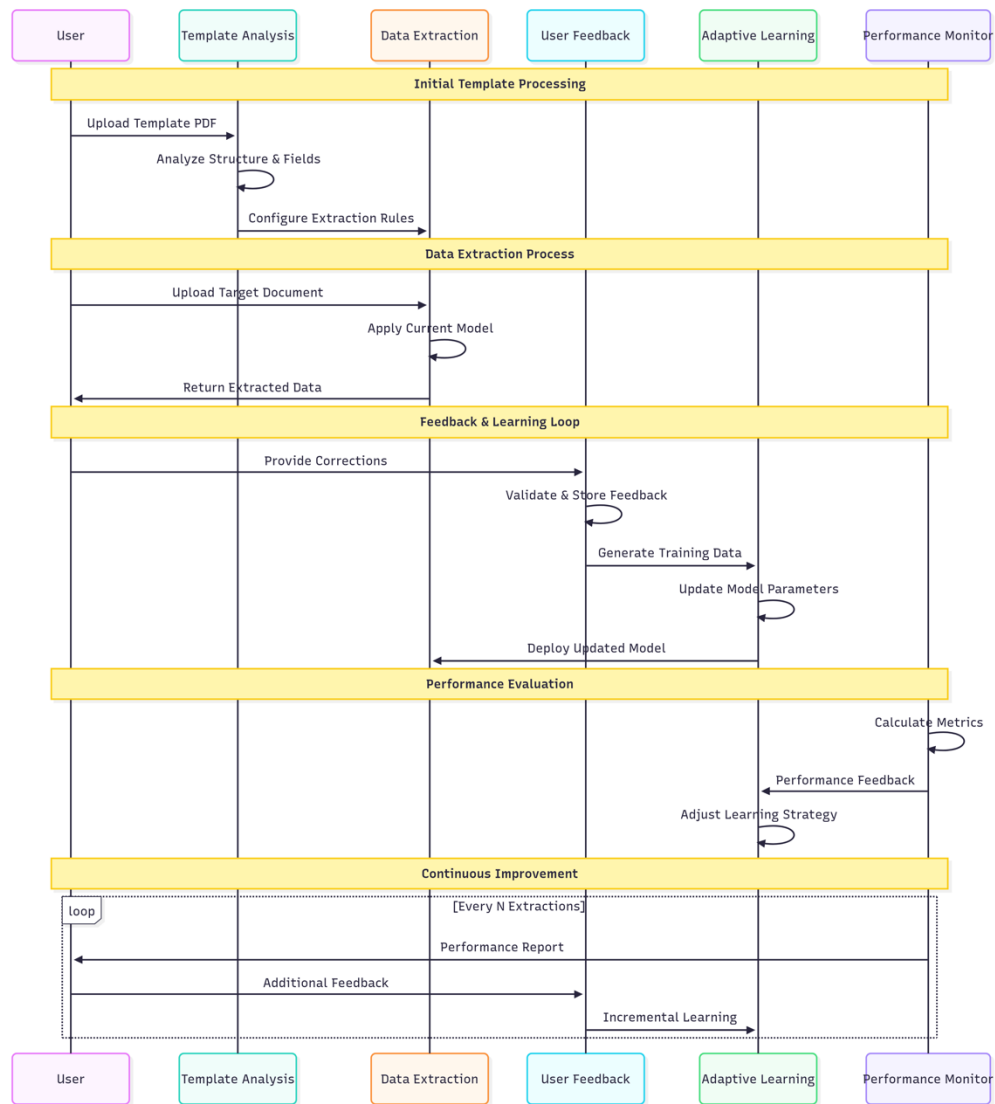 User
Template Analysis
Data Extraction
User Feedback
Adaptive Learning
Performance Monitor
Initial Template Processing
Upload Template PDF
Analyze Structure & Fields
Configure Extraction Rules
Data Extraction Process
Upload Target Document
Apply Current Model
Return Extracted Data
Feedback & Learning Loop
Provide Corrections
Validate & Store Feedback
Generate Training Data
Update Model Parameters
Deploy Updated Model
Performance Evaluation
Calculate Metrics
Performance Feedback
Adjust Learning Strategy
Continuous Improvement
loop
[Every N Extractions]
Performance Report
Additional Feedback
Incremental Learning
User
Template Analysis
Data Extraction
User Feedback
Adaptive Learning
Performance Monitor